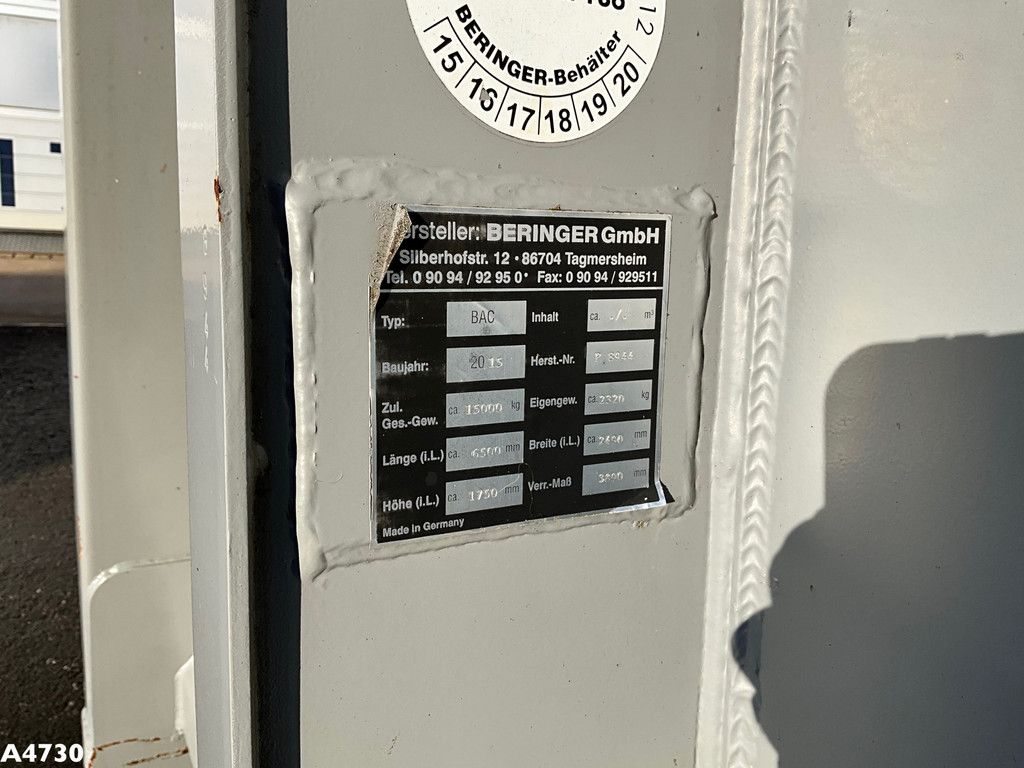 12
BERINGER-Behälter
15 16 17 18 19 20
ersteller: BERINGER GmbH
Silberhofstr. 12 • 86704 Tagmersheim
Tel. 0 90 94 / 92 95 0 • Fax: 0 90 94 / 929511
Typ: BAC Inhalt ca. ./. m³
Baujahr: 20 15 Herst.-Nr.
Zul. Ges.-Gew. ca. 15000 kg Eigengew. ca. 2320 kg
Länge (i.L.) ca. 6500 mm Breite (i.L.) ca. mm
Höhe (i.L.) ca. 1750 mm Verr.-Maß mm
Made in Germany
A4730